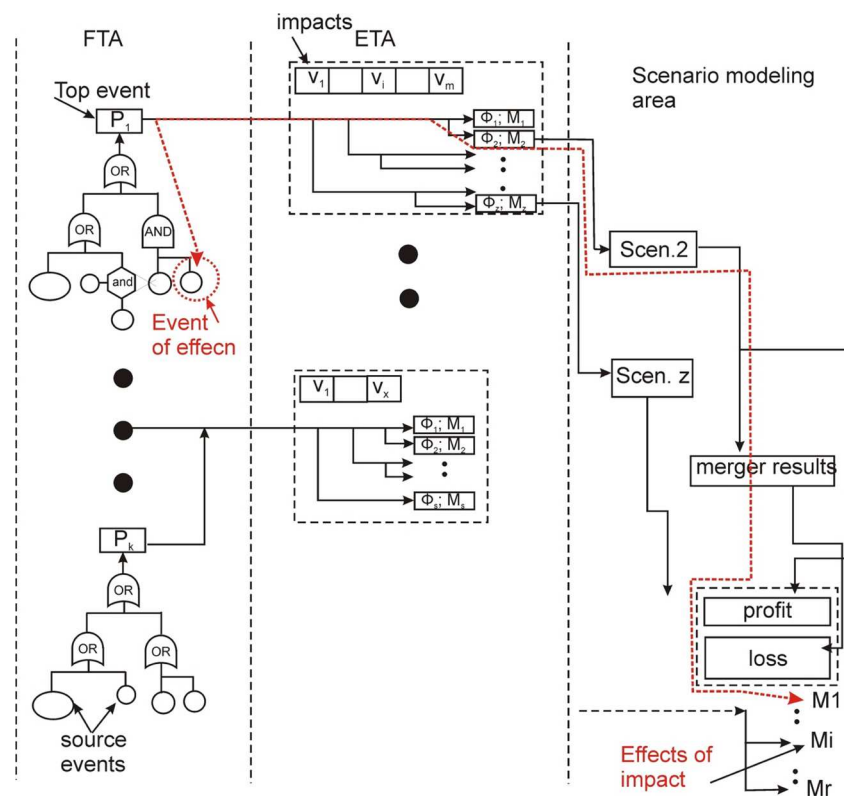 FTA
impacts
ETA
Scenario modeling
area
Top event
V₁ Vᵢ Vₘ
P₁
Φ₁; M₁
Φ₂; M₂
Φz; Mz
OR
OR
AND
and
Event
of effecn
Scen.2
Scen. z
V₁ Vₓ
Φ₁; M₁
Φ₂; M₂
Φₛ; Mₛ
merger results
Pₖ
OR
OR
OR
profit
loss
source
events
M1
Mi
Mr
Effects of
impact